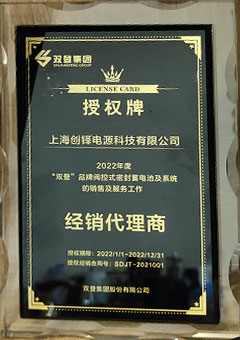 双登集团
SHUANGDENG GROUP
LICENSE CARD
授权牌
上海创铎电源科技有限公司
2022年度
“双登”品牌阀控式密封蓄电池及系统
的销售及服务工作
经销代理商
授权期限：2022/1/1-2022/12/31
授权经销合同号：SDJT-2021001
双登集团股份有限公司